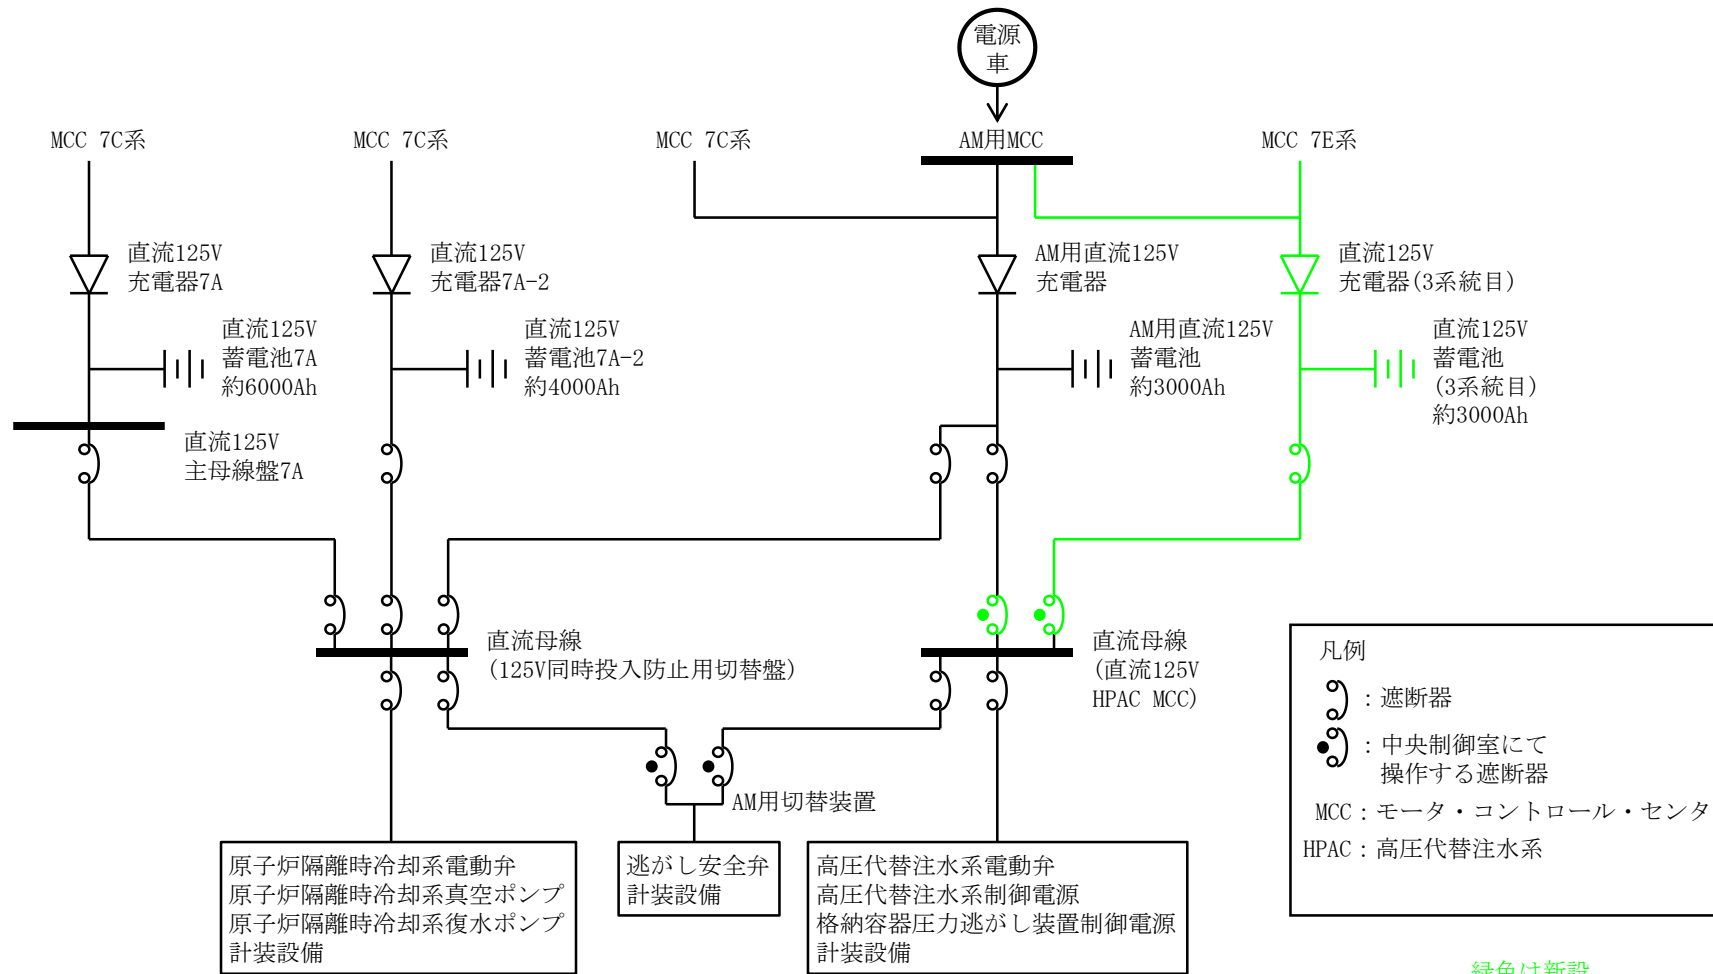 電源
車
MCC 7C系
MCC 7C系
MCC 7C系
AM用MCC
MCC 7E系
直流125V
充電器7A
直流125V
充電器7A-2
AM用直流125V
充電器
直流125V
充電器(3系統目)
直流125V
蓄電池7A
約6000Ah
直流125V
蓄電池7A-2
約4000Ah
AM用直流125V
蓄電池
約3000Ah
直流125V
蓄電池
(3系統目)
約3000Ah
直流125V
主母線盤7A
直流母線
(125V同時投入防止用切替盤)
直流母線
(直流125V
HPAC MCC)
AM用切替装置
原子炉隔離時冷却系電動弁
原子炉隔離時冷却系真空ポンプ
原子炉隔離時冷却系復水ポンプ
計装設備
逃がし安全弁
計装設備
高圧代替注水系電動弁
高圧代替注水系制御電源
格納容器圧力逃がし装置制御電源
計装設備
凡例
：遮断器
：中央制御室にて
操作する遮断器
MCC：モータ・コントロール・センタ
HPAC：高圧代替注水系
緑色は新設